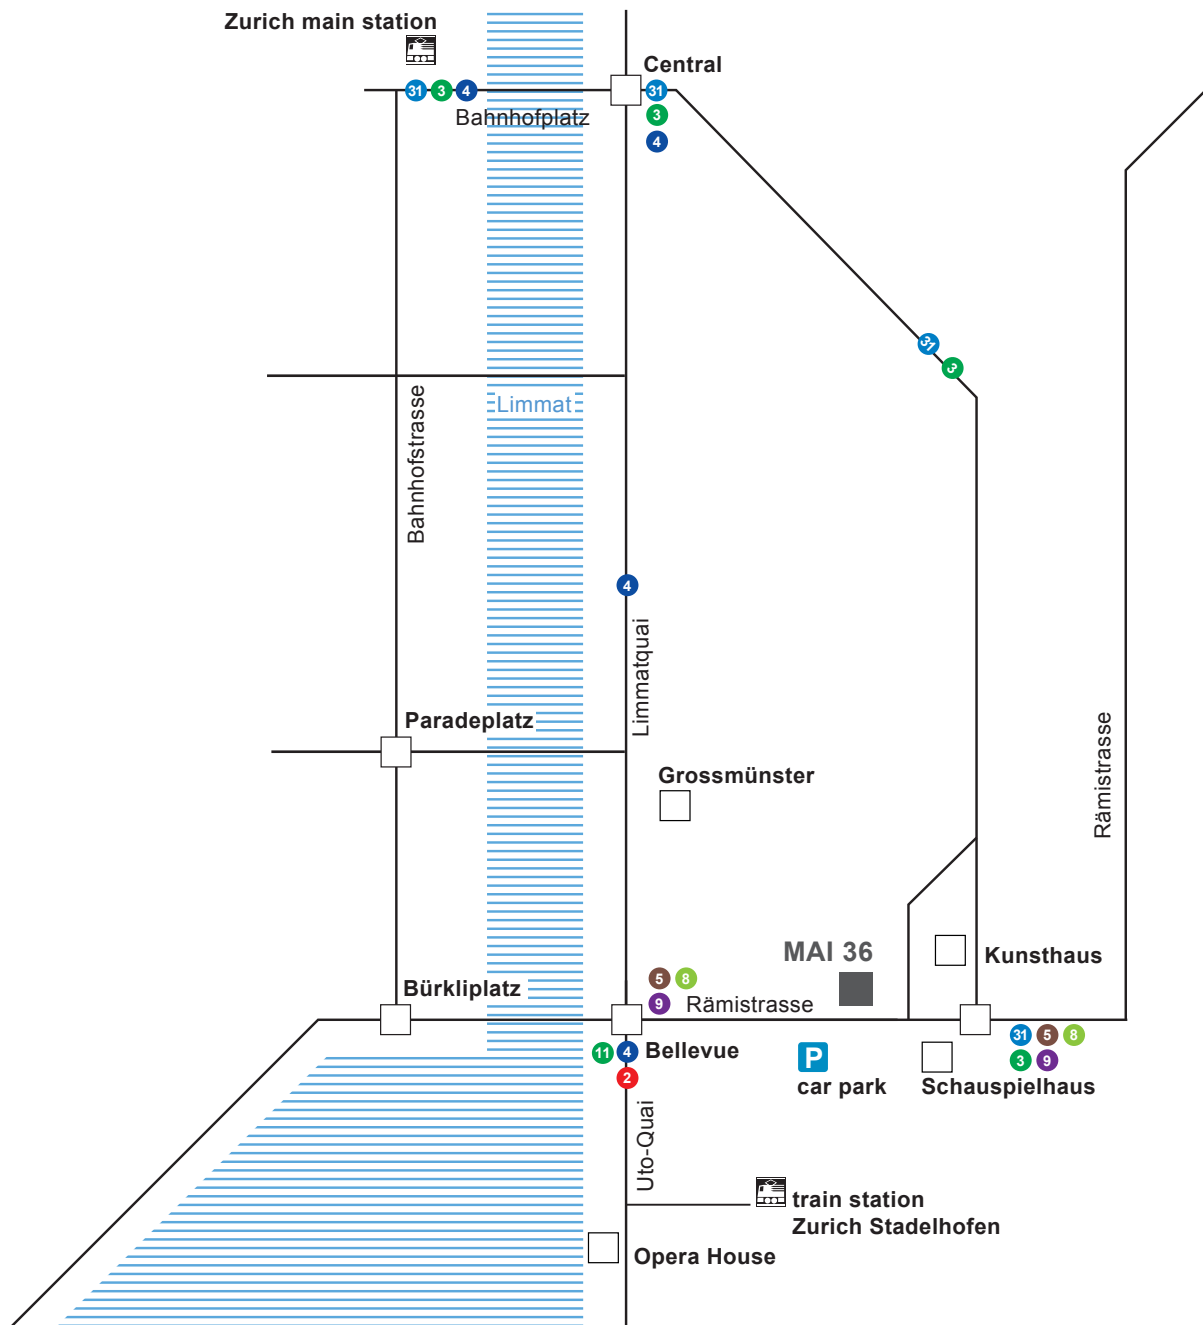 Zurich main station
Central
31 3 4
31
3
4
Bahnhofplatz
31
3
Limmat
Bahnhofstrasse
4
Limmatquai
Paradeplatz
Grossmünster
Rämistrasse
MAI 36
Kunsthaus
Bürkliplatz
5 8
9
Rämistrasse
11 4
2
Bellevue
P
car park
31 5 8
3 9
Schauspielhaus
Uto-Quai
train station
Zurich Stadelhofen
Opera House